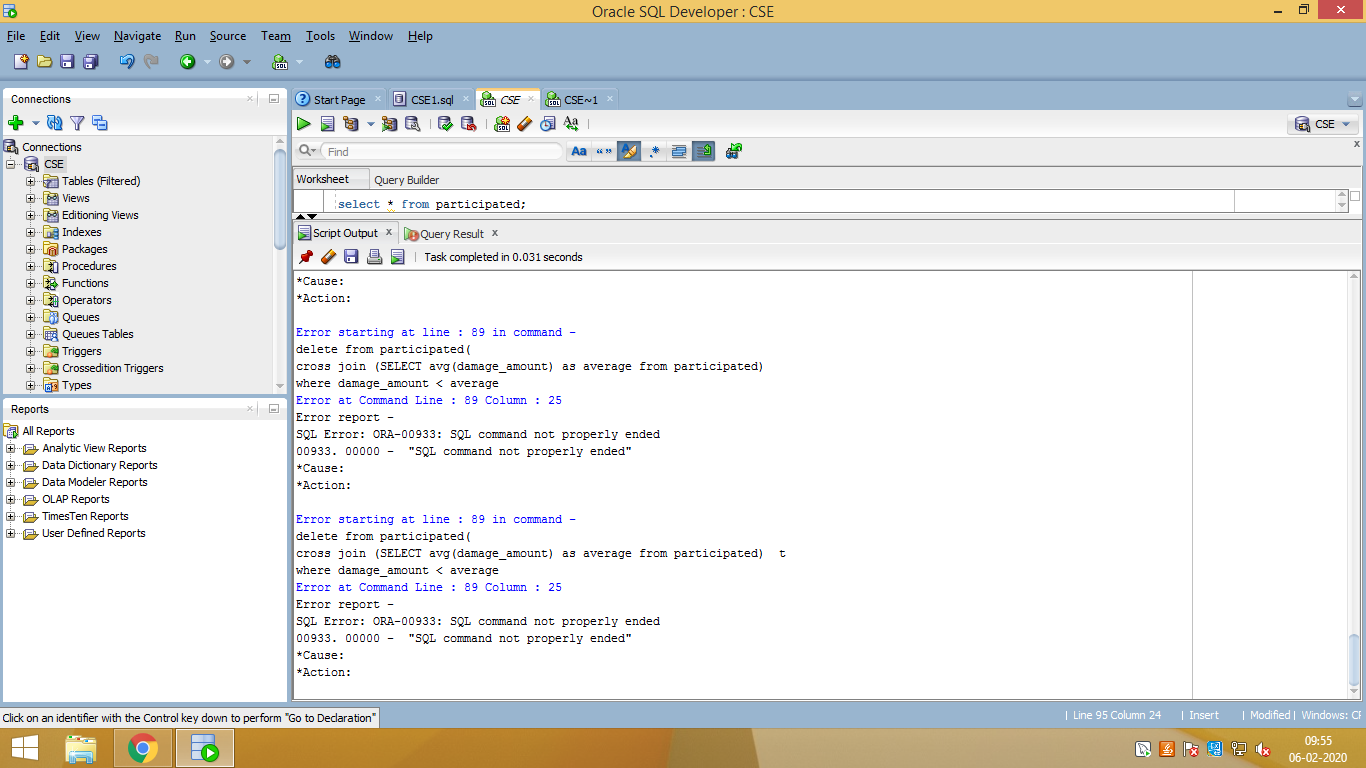 Oracle SQL Developer : CSE
File Edit View Navigate Run Source Team Tools Window Help
Connections
Connections
CSE
Tables (Filtered)
Views
Editioning Views
Indexes
Packages
Procedures
Functions
Operators
Queues
Queues Tables
Triggers
Crossedition Triggers
Types
Reports
All Reports
Analytic View Reports
Data Dictionary Reports
Data Modeler Reports
OLAP Reports
TimesTen Reports
User Defined Reports
Start Page CSE1.sql CSE CSE~1
CSE
Find
Worksheet Query Builder
select * from participated;
Script Output Query Result
Task completed in 0.031 seconds
*Cause:
*Action:
Error starting at line : 89 in command -
delete from participated(
cross join (SELECT avg(damage_amount) as average from participated)
where damage_amount < average
Error at Command Line : 89 Column : 25
Error report -
SQL Error: ORA-00933: SQL command not properly ended
00933. 00000 -  "SQL command not properly ended"
*Cause:
*Action:
Error starting at line : 89 in command -
delete from participated(
cross join (SELECT avg(damage_amount) as average from participated)  t
where damage_amount < average
Error at Command Line : 89 Column : 25
Error report -
SQL Error: ORA-00933: SQL command not properly ended
00933. 00000 -  "SQL command not properly ended"
*Cause:
*Action:
Click on an identifier with the Control key down to perform "Go to Declaration"
Line 95 Column 24 Insert Modified Windows: CF
09:55
06-02-2020